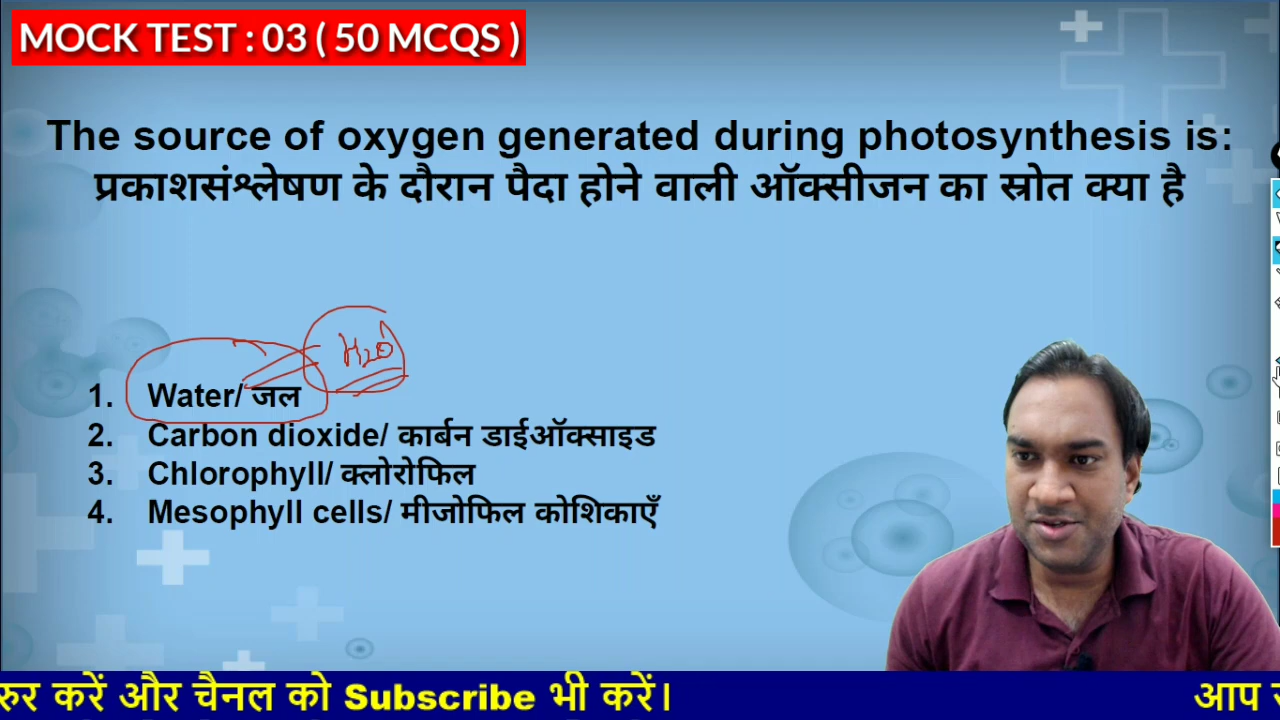 MOCK TEST : 03 ( 50 MCQS )
The source of oxygen generated during photosynthesis is:
प्रकाशसंश्लेषण के दौरान पैदा होने वाली ऑक्सीजन का स्रोत क्या है
H₂O
1. Water/ जल
2. Carbon dioxide/ कार्बन डाईऑक्साइड
3. Chlorophyll/ क्लोरोफिल
4. Mesophyll cells/ मीजोफिल कोशिकाएँ
करें और चैनल को Subscribe भी करें। आप